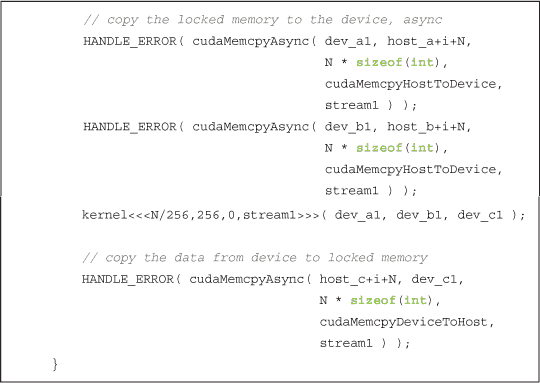 // copy the locked memory to the device, async
HANDLE_ERROR( cudaMemcpyAsync( dev_a1, host_a+i+N,
N * sizeof(int),
cudaMemcpyHostToDevice,
stream1 ) );
HANDLE_ERROR( cudaMemcpyAsync( dev_b1, host_b+i+N,
N * sizeof(int),
cudaMemcpyHostToDevice,
stream1 ) );
kernel<<<N/256,256,0,stream1>>>( dev_a1, dev_b1, dev_c1 );
// copy the data from device to locked memory
HANDLE_ERROR( cudaMemcpyAsync( host_c+i+N, dev_c1,
N * sizeof(int),
cudaMemcpyDeviceToHost,
stream1 ) );
}